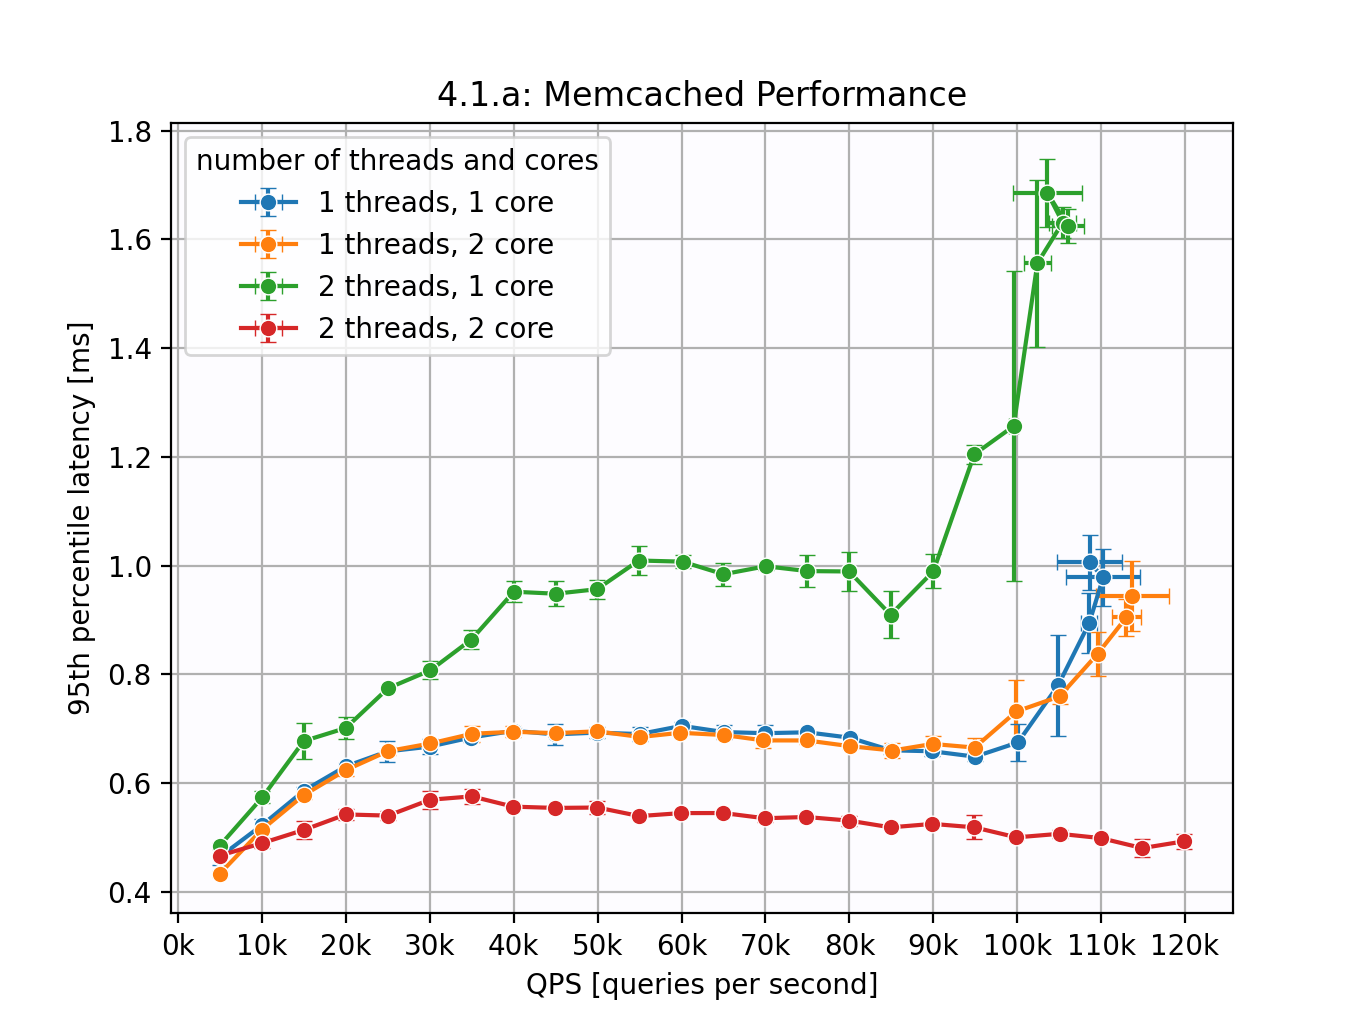 4.1.a: Memcached Performance
number of threads and cores
1 threads, 1 core
1 threads, 2 core
2 threads, 1 core
2 threads, 2 core
95th percentile latency [ms]
1.8
1.6
1.4
1.2
1.0
0.8
0.6
0.4
0k 10k 20k 30k 40k 50k 60k 70k 80k 90k 100k 110k 120k
QPS [queries per second]